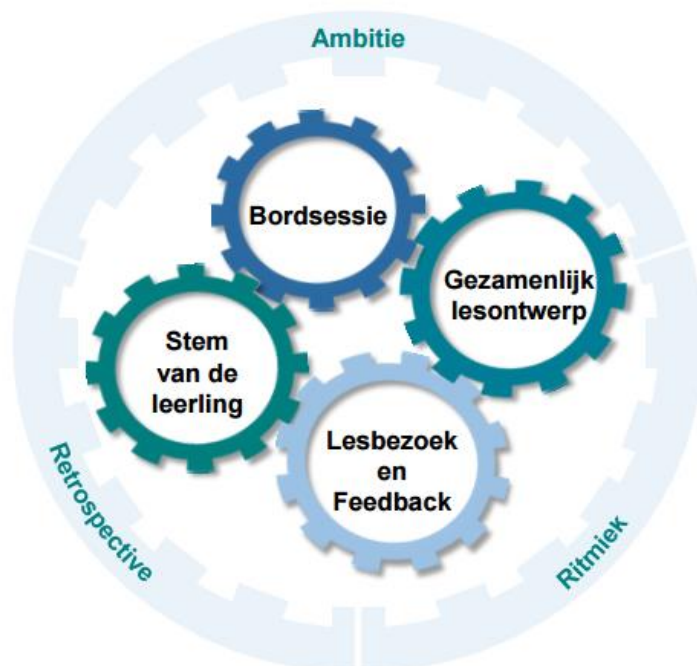 Ambitie
Bordsessie
Gezamenlijk
lesontwerp
Stem
van de
leerling
Lesbezoek
en
Feedback
Retrospective
Ritmiek